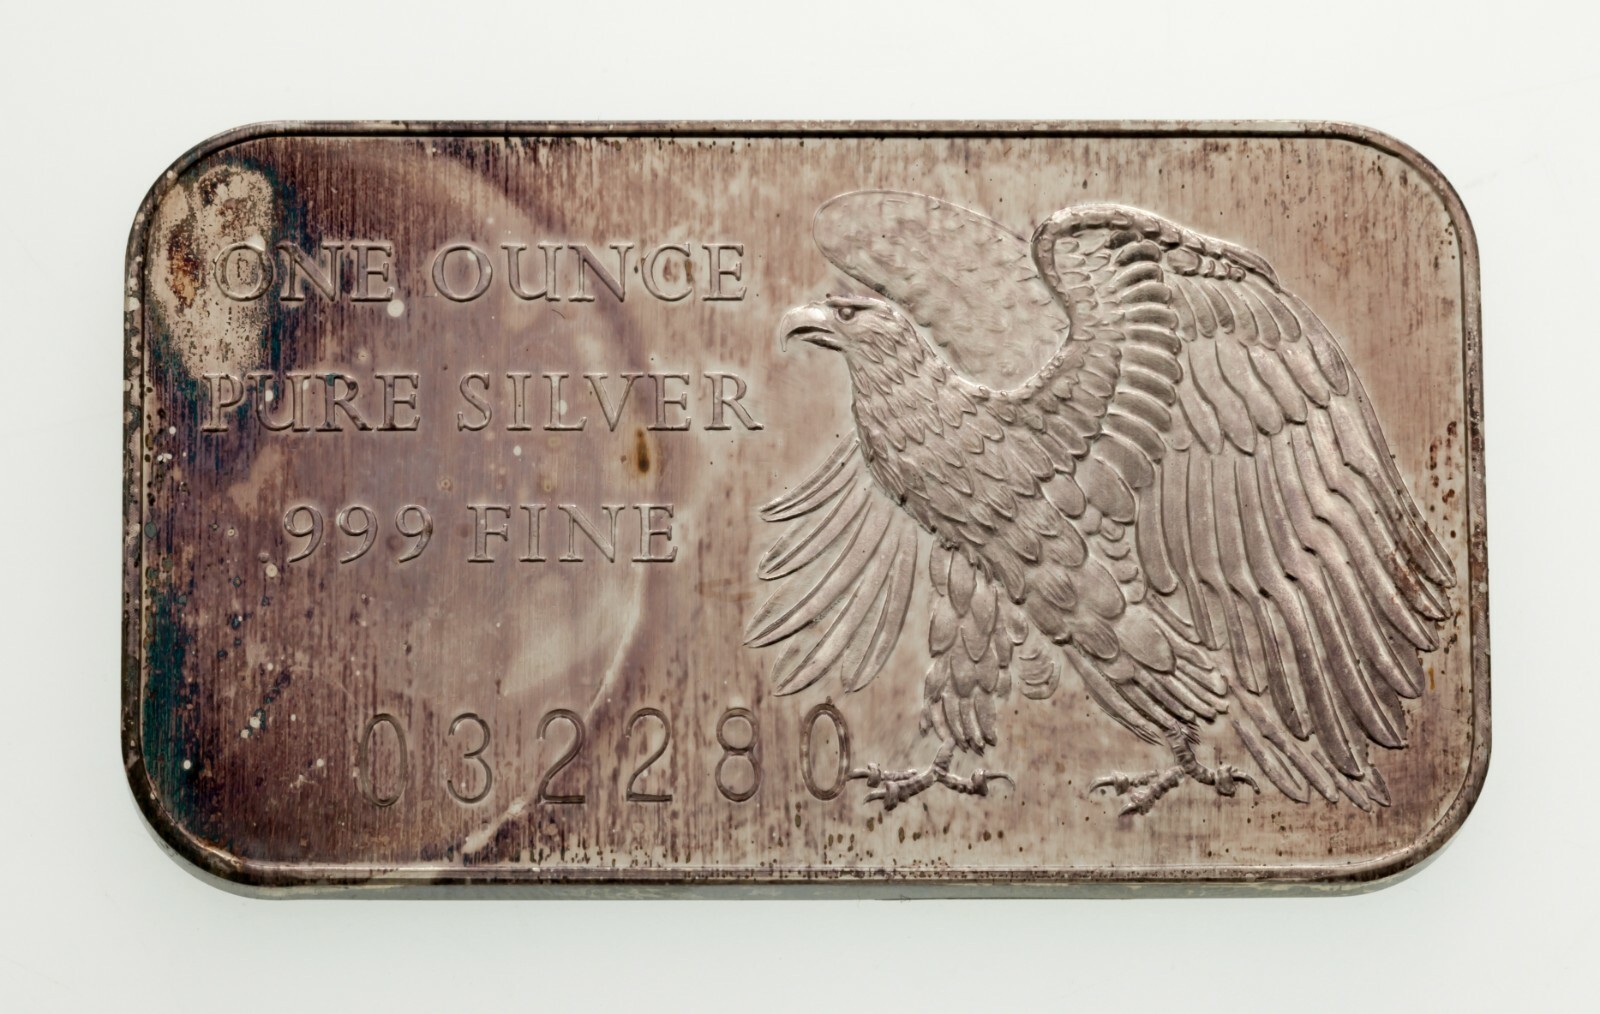 ONE OUNCE
PURE SILVER
999 FINE
032280